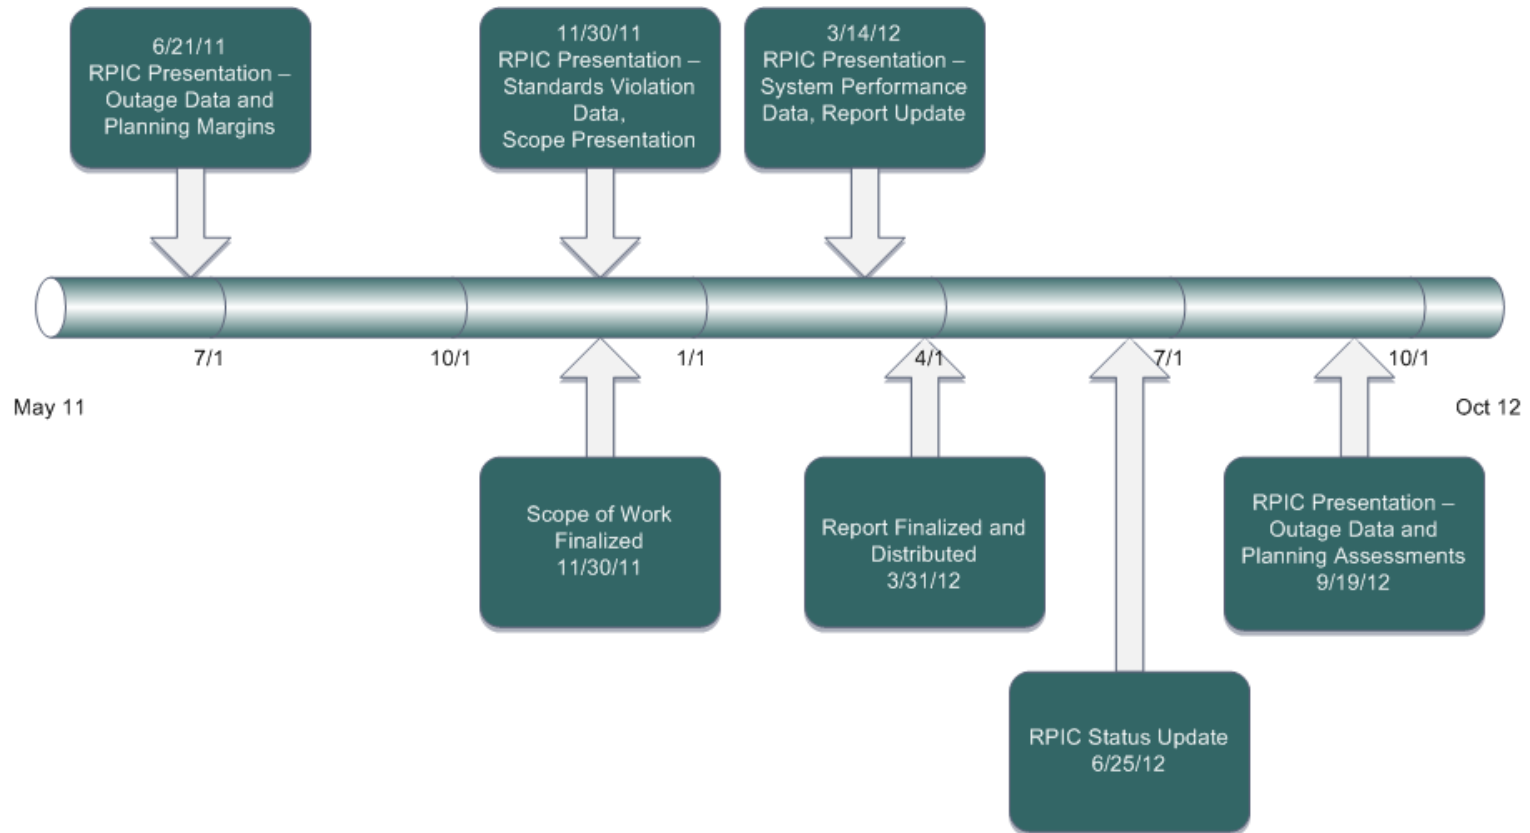 6/21/11
RPIC Presentation –
Outage Data and
Planning Margins
11/30/11
RPIC Presentation –
Standards Violation
Data,
Scope Presentation
3/14/12
RPIC Presentation –
System Performance
Data, Report Update
7/1
10/1
1/1
4/1
7/1
10/1
May 11
Oct 12
Scope of Work
Finalized
11/30/11
Report Finalized and
Distributed
3/31/12
RPIC Presentation –
Outage Data and
Planning Assessments
9/19/12
RPIC Status Update
6/25/12